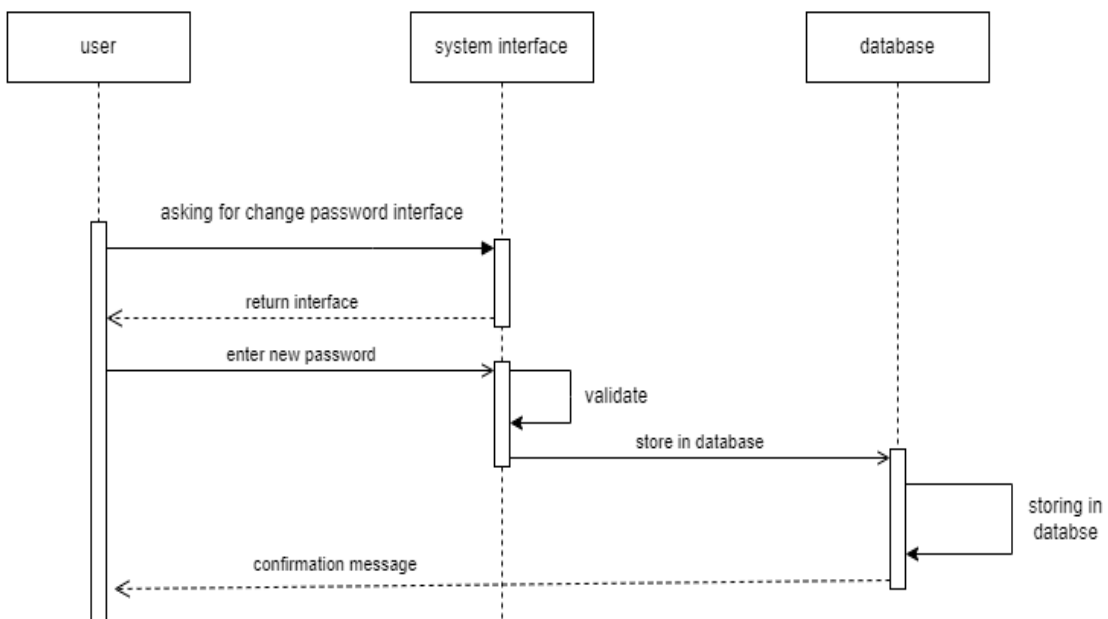 user
system interface
database
asking for change password interface
return interface
enter new password
validate
store in database
storing in
databse
confirmation message